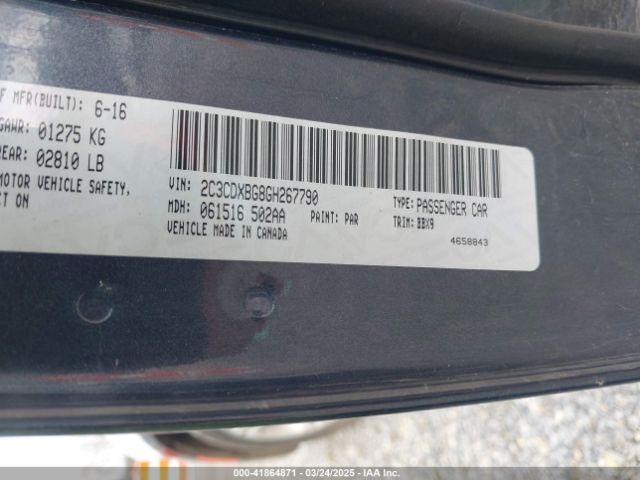 F MFR(BUILT): 6-16
GAWR: 01275 KG
REAR: 02810 LB
MOTOR VEHICLE SAFETY,
CT ON
VIN: 2C3CDXBG8GH267790
MDH: 061516 502AA PAINT: PAR
VEHICLE MADE IN CANADA
TYPE: PASSENGER CAR
TRIM: BBX9
4658843
000-41864871 - 03/24/2025 - IAA Inc.